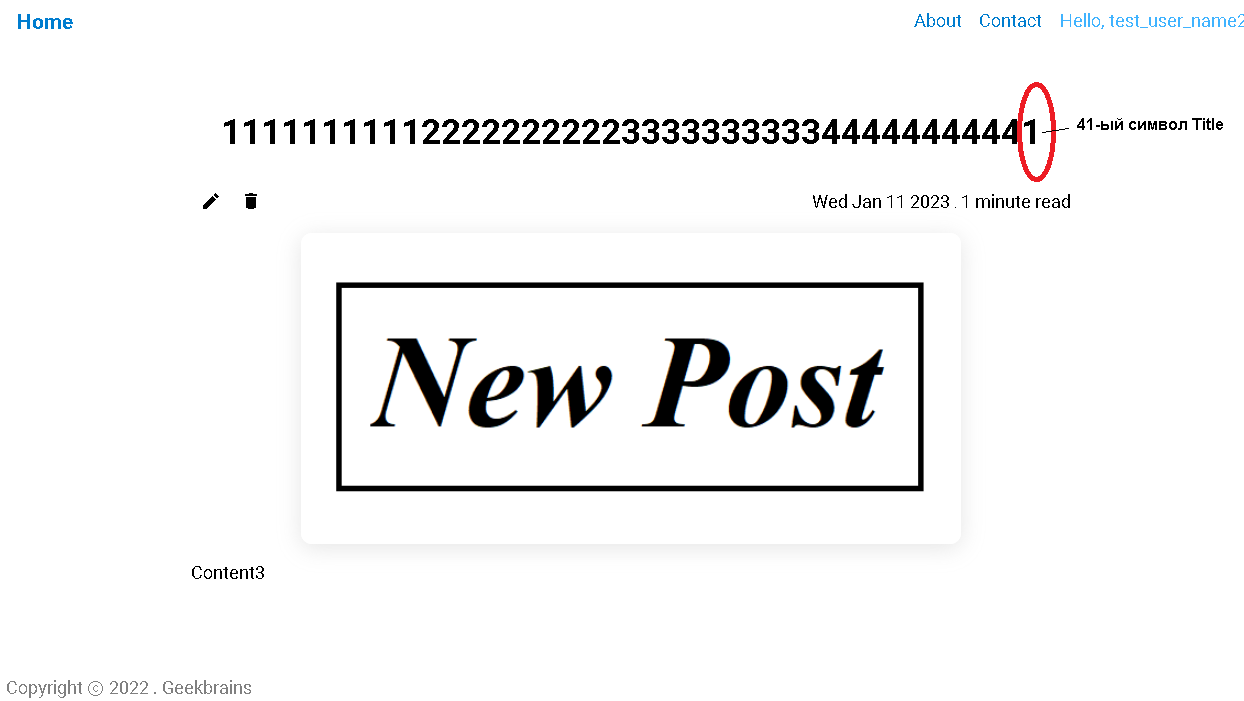 Home
About Contact Hello, test_user_name2
11111111112222222222333333333344444444441
41-ый символ Title
Wed Jan 11 2023 . 1 minute read
New Post
Content3
Copyright ⓒ 2022 . Geekbrains